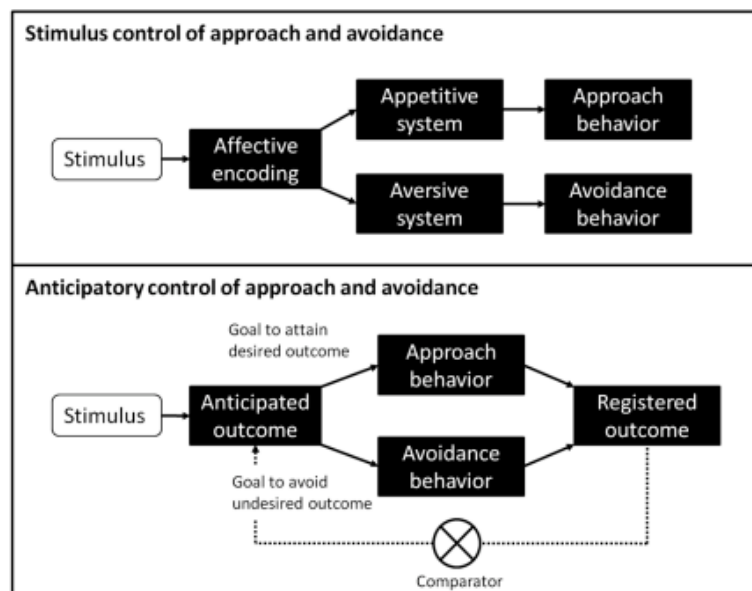 Stimulus control of approach and avoidance
Stimulus
Affective
encoding
Appetitive
system
Approach
behavior
Aversive
system
Avoidance
behavior
Anticipatory control of approach and avoidance
Goal to attain
desired outcome
Approach
behavior
Stimulus
Anticipated
outcome
Registered
outcome
Avoidance
behavior
Goal to avoid
undesired outcome
Comparator